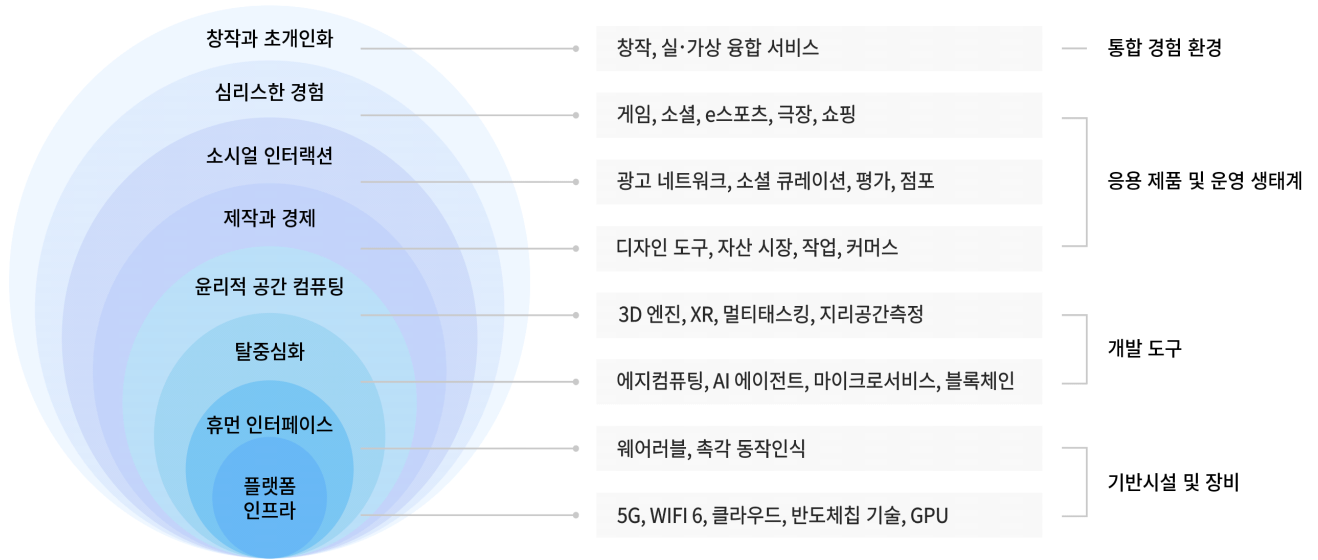 창작과 초개인화
창작, 실·가상 융합 서비스
통합 경험 환경
심리스한 경험
게임, 소셜, e스포츠, 극장, 쇼핑
소시얼 인터랙션
광고 네트워크, 소셜 큐레이션, 평가, 점포
응용 제품 및 운영 생태계
제작과 경제
디자인 도구, 자산 시장, 작업, 커머스
윤리적 공간 컴퓨팅
3D 엔진, XR, 멀티태스킹, 지리공간측정
개발 도구
탈중심화
에지컴퓨팅, AI 에이전트, 마이크로서비스, 블록체인
휴먼 인터페이스
웨어러블, 촉각 동작인식
기반시설 및 장비
플랫폼
인프라
5G, WIFI 6, 클라우드, 반도체칩 기술, GPU